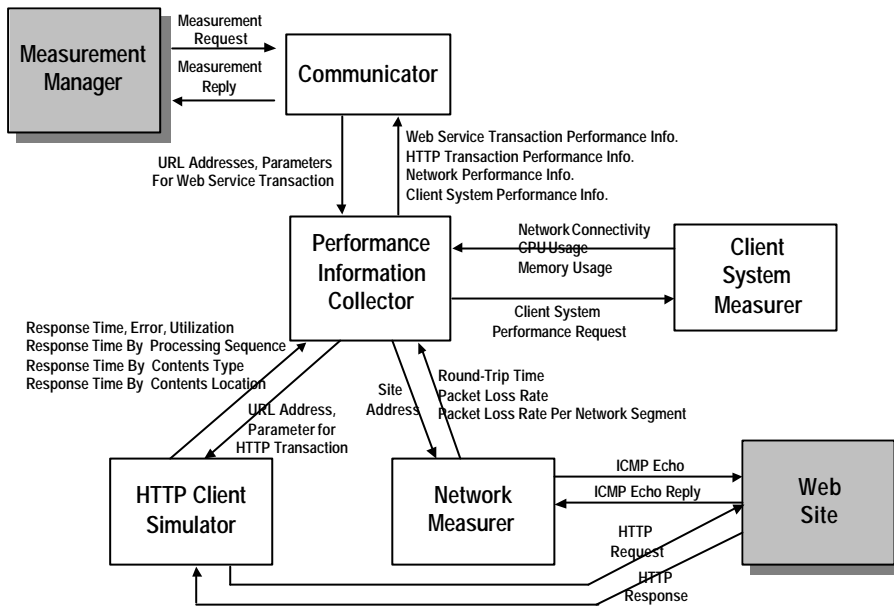 Measurement
Manager
Measurement
Request
Measurement
Reply
Communicator
URL Addresses, Parameters
For Web Service Transaction
Web Service Transaction Performance Info.
HTTP Transaction Performance Info.
Network Performance Info.
Client System Performance Info.
Performance
Information
Collector
Network Connectivity
CPU Usage
Memory Usage
Client System
Performance Request
Client
System
Measurer
Response Time, Error, Utilization
Response Time By Processing Sequence
Response Time By Contents Type
Response Time By Contents Location
URL Address,
Parameter for
HTTP Transaction
Site
Address
Round-Trip Time
Packet Loss Rate
Packet Loss Rate Per Network Segment
HTTP Client
Simulator
Network
Measurer
ICMP Echo
ICMP Echo Reply
Web
Site
HTTP
Request
HTTP
Response